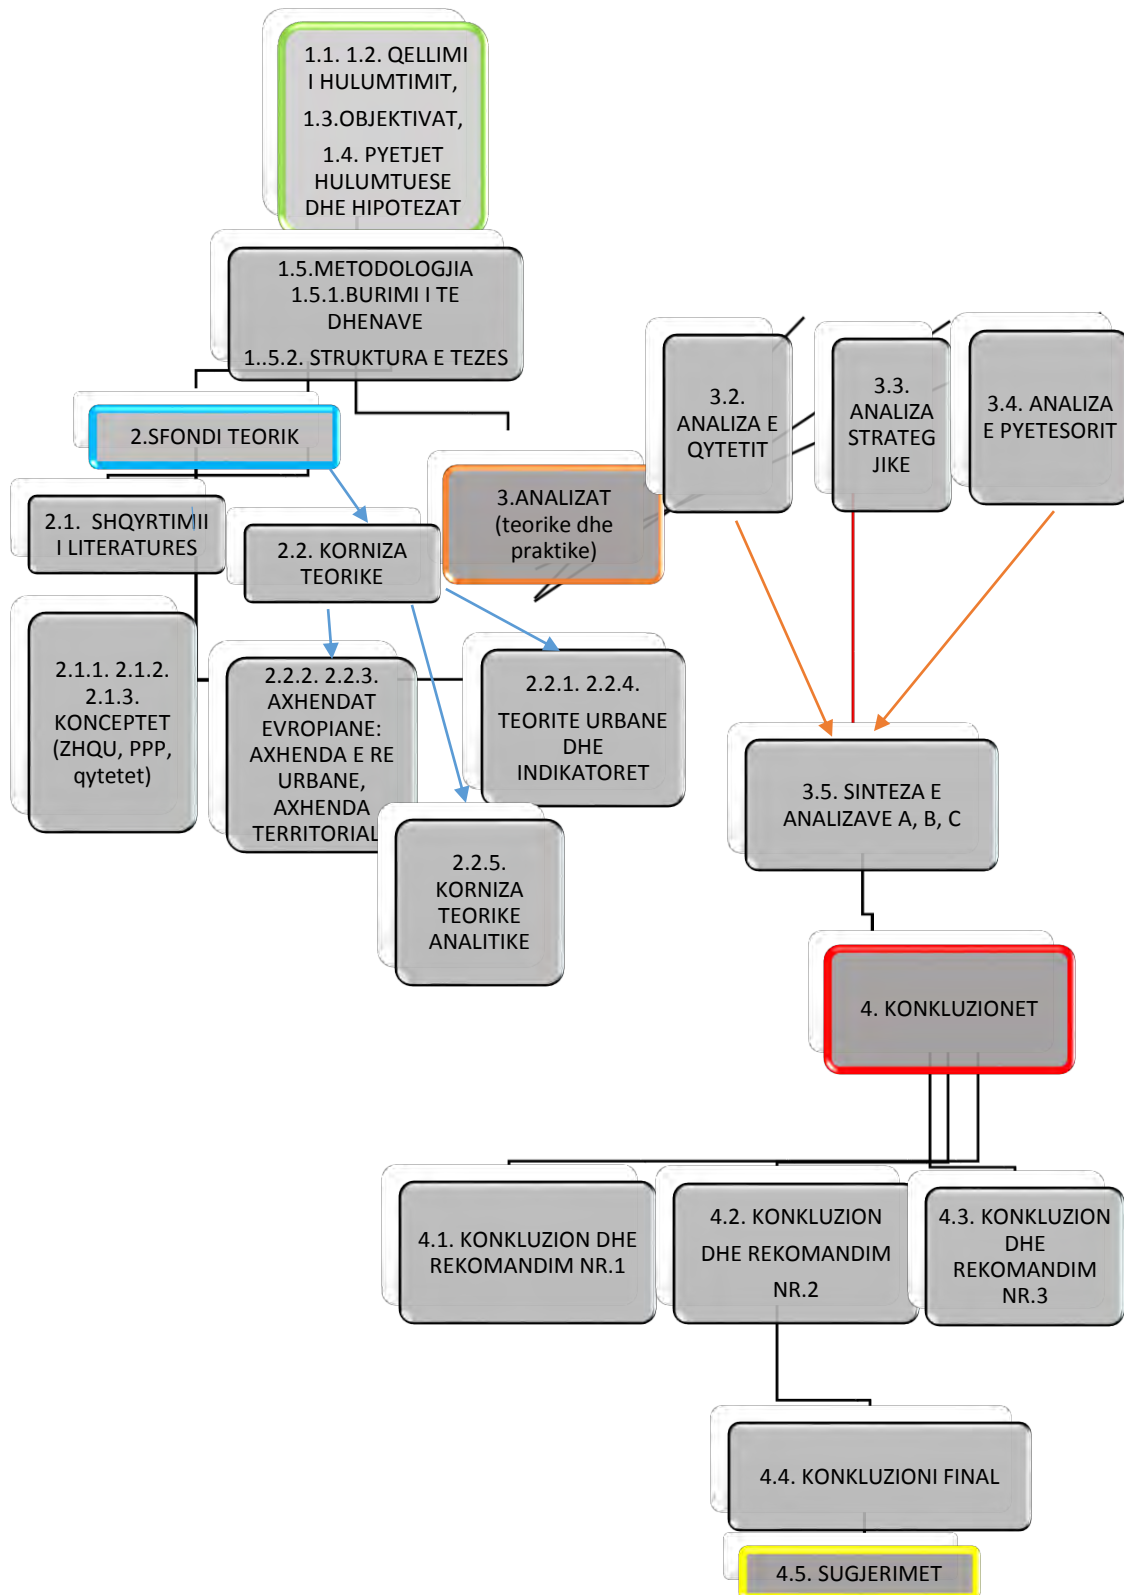 1.1. 1.2. QELLIMI
I HULUMTIMIT,
1.3.OBJEKTIVAT,
1.4. PYETJET
HULUMTUESE
DHE HIPOTEZAT
1.5.METODOLOGJIA
1.5.1.BURIMI I TE
DHENAVE
1..5.2. STRUKTURA E TEZES
2.SFONDI TEORIK
2.1. SHQYRTIMII
I LITERATURES
2.2. KORNIZA
TEORIKE
3.ANALIZAT
(teorike dhe
praktike)
3.2.
ANALIZA E
QYTETIT
3.3.
ANALIZA
STRATEG
JIKE
3.4. ANALIZA
E PYETESORIT
2.1.1. 2.1.2.
2.1.3.
KONCEPTET
(ZHQU, PPP,
qytetet)
2.2.2. 2.2.3.
AXHENDAT
EVROPIANE:
AXHENDA E RE
URBANE,
AXHENDA
TERRITORIAL
2.2.1. 2.2.4.
TEORITE URBANE
DHE
INDIKATORET
2.2.5.
KORNIZA
TEORIKE
ANALITIKE
3.5. SINTEZA E
ANALIZAVE A, B, C
4. KONKLUZIONET
4.1. KONKLUZION DHE
REKOMANDIM NR.1
4.2. KONKLUZION
DHE REKOMANDIM
NR.2
4.3. KONKLUZION
DHE
REKOMANDIM
NR.3
4.4. KONKLUZIONI FINAL
4.5. SUGJERIMET